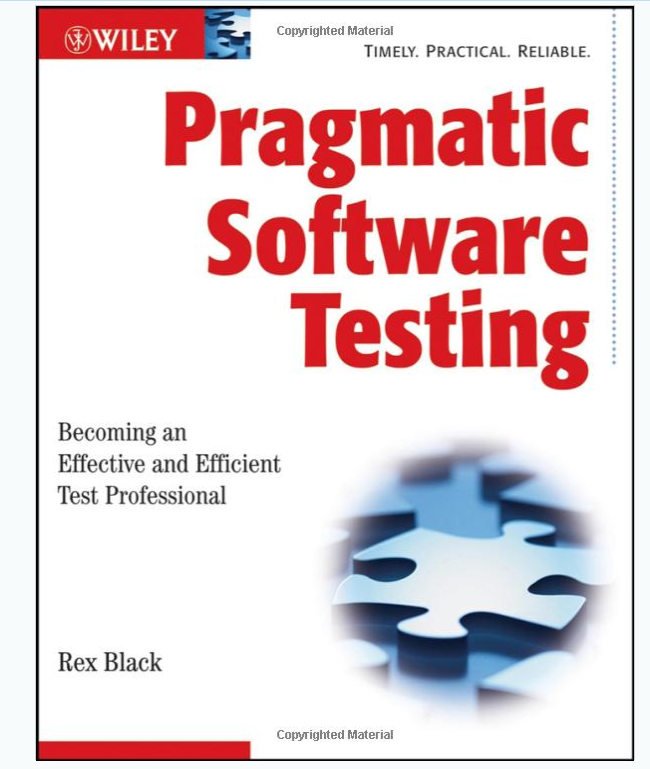 Copyrighted Material
WILEY
TIMELY. PRACTICAL. RELIABLE.
Pragmatic
Software
Testing
Becoming an
Effective and Efficient
Test Professional
Rex Black
Copyrighted Material